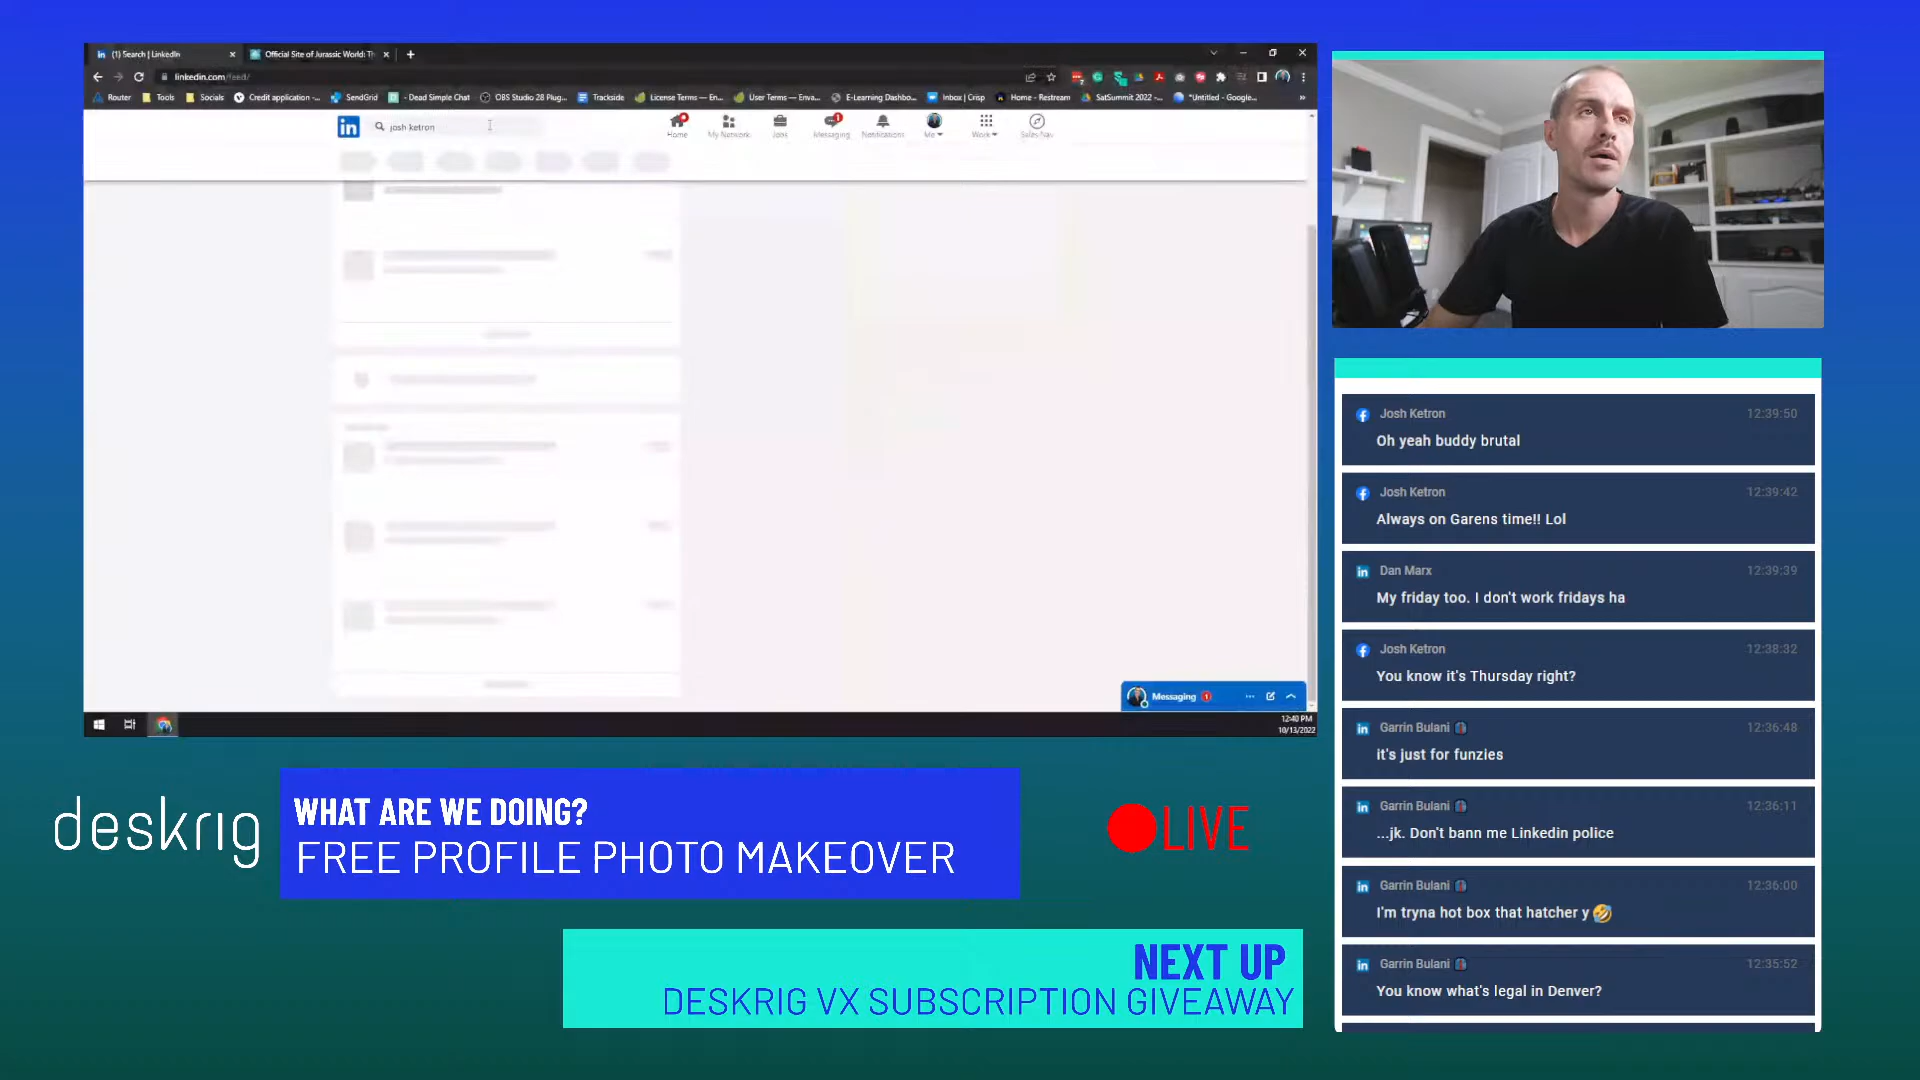 (1) Search | LinkedIn
Official Site of Jurassic World: Th
linkedin.com/feed/
Router
Tools
Socials
Credit application -...
SendGrid
- Dead Simple Chat
OBS Studio 28 Plug...
Trackside
License Terms — En...
User Terms — Enva...
E-Learning Dashbo...
Inbox | Crisp
Home - Restream
SatSummit 2022 -...
*Untitled - Google...
in
josh ketron
Home
My Network
Jobs
Messaging
Notifications
Me
Work
Sales Nav
Messaging 1
12:40 PM
10/13/2022
Josh Ketron 12:39:50
Oh yeah buddy brutal
Josh Ketron 12:39:42
Always on Garens time!! Lol
Dan Marx 12:39:39
My friday too. I don't work fridays ha
Josh Ketron 12:38:32
You know it's Thursday right?
Garrin Bulani 12:36:48
it's just for funzies
Garrin Bulani 12:36:11
...jk. Don't bann me Linkedin police
Garrin Bulani 12:36:00
I'm tryna hot box that hatcher y🤣
Garrin Bulani 12:35:52
You know what's legal in Denver?
deskrig
WHAT ARE WE DOING?
FREE PROFILE PHOTO MAKEOVER
LIVE
NEXT UP
DESKRIG VX SUBSCRIPTION GIVEAWAY